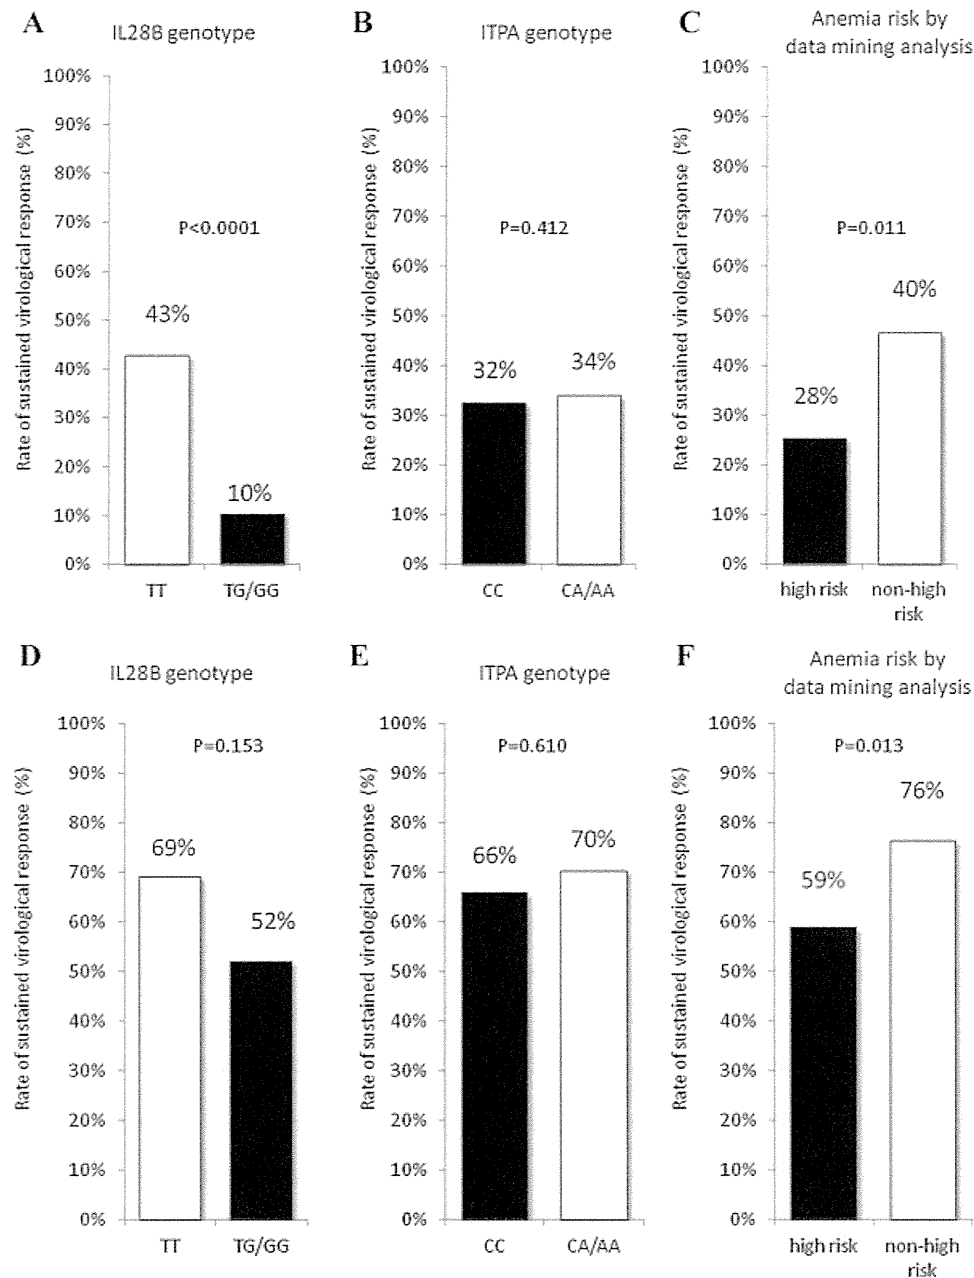 A
IL28B genotype
Rate of sustained virological response (%)
100%
90%
80%
70%
60%
50%
40%
30%
20%
10%
0%
P<0.0001
43%
10%
TT
TG/GG
B
ITPA genotype
Rate of sustained virological response (%)
100%
90%
80%
70%
60%
50%
40%
30%
20%
10%
0%
P=0.412
32%
34%
CC
CA/AA
C
Anemia risk by
data mining analysis
Rate of sustained virological response (%)
100%
90%
80%
70%
60%
50%
40%
30%
20%
10%
0%
P=0.011
28%
40%
high risk
non-high
risk
D
IL28B genotype
Rate of sustained virological response (%)
100%
90%
80%
70%
60%
50%
40%
30%
20%
10%
0%
P=0.153
69%
52%
TT
TG/GG
E
ITPA genotype
Rate of sustained virological response (%)
100%
90%
80%
70%
60%
50%
40%
30%
20%
10%
0%
P=0.610
66%
70%
CC
CA/AA
F
Anemia risk by
data mining analysis
Rate of sustained virological response (%)
100%
90%
80%
70%
60%
50%
40%
30%
20%
10%
0%
P=0.013
59%
76%
high risk
non-high
risk